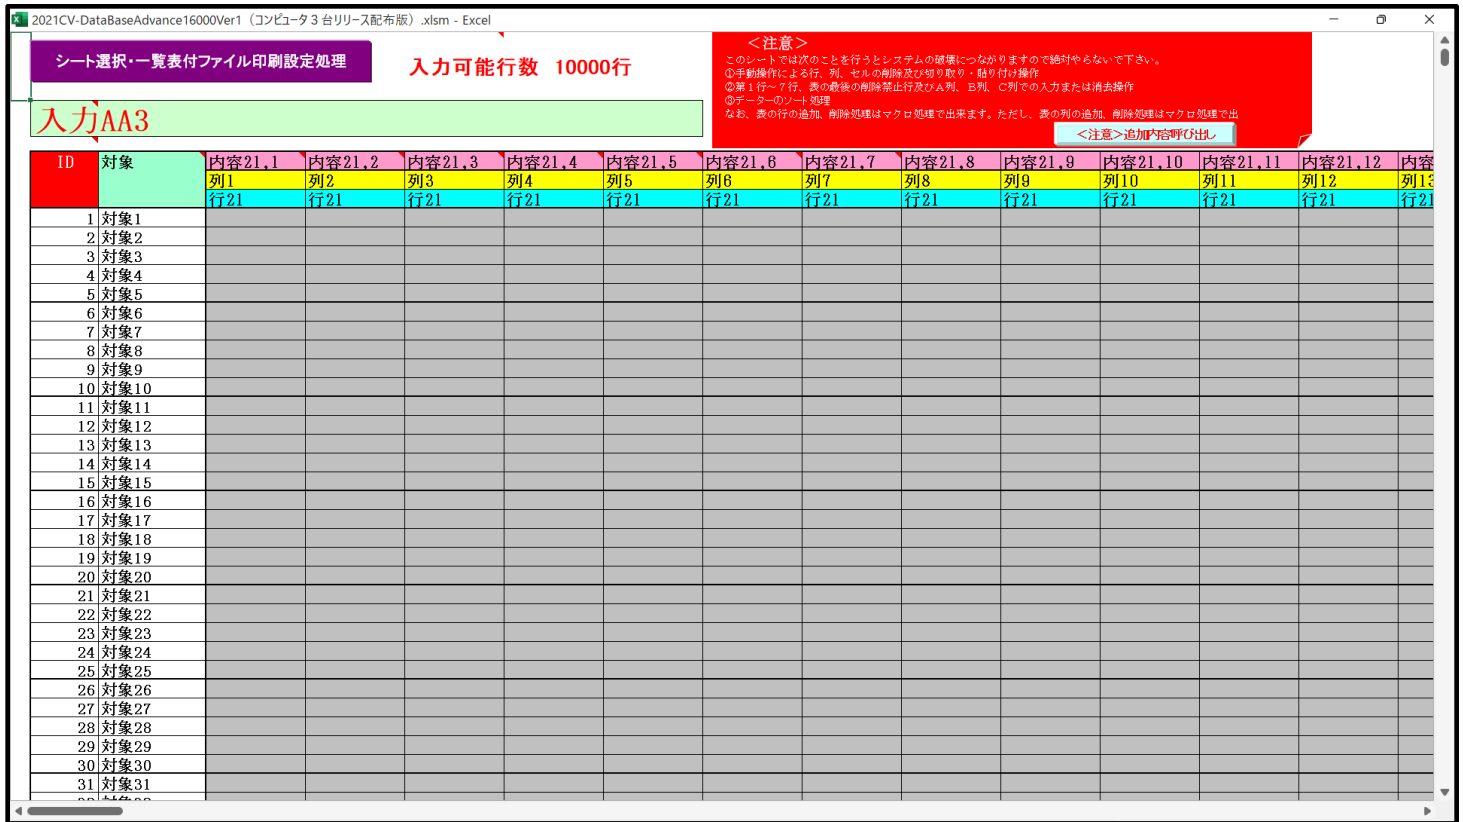 2021CV-DataBaseAdvance16000Ver1（コンピュータ３台リリース配布版）.xlsm - Excel
シート選択・一覧表付ファイル印刷設定処理
入力可能行数 10000行
＜注意＞
このシートでは次のことを行うとシステムの破壊につながりますので絶対やらないで下さい。
①手動操作による行、列、セルの削除及び切り取り・貼り付け操作
②第１行～７行、表の最後の削除禁止行及びＡ列、Ｂ列、Ｃ列での入力または消去操作
③データーのソート処理
なお、表の行の追加、削除処理はマクロ処理で出来ます。ただし、表の列の追加、削除処理はマクロ処理で出
＜注意＞追加内容呼び出し
入力AA3
ID 対象 内容21,1 内容21,2 内容21,3 内容21,4 内容21,5 内容21,6 内容21,7 内容21,8 内容21,9 内容21,10 内容21,11 内容21,12 内容
列1 列2 列3 列4 列5 列6 列7 列8 列9 列10 列11 列12 列13
行21 行21 行21 行21 行21 行21 行21 行21 行21 行21 行21 行21 行21
1 対象1
2 対象2
3 対象3
4 対象4
5 対象5
6 対象6
7 対象7
8 対象8
9 対象9
10 対象10
11 対象11
12 対象12
13 対象13
14 対象14
15 対象15
16 対象16
17 対象17
18 対象18
19 対象19
20 対象20
21 対象21
22 対象22
23 対象23
24 対象24
25 対象25
26 対象26
27 対象27
28 対象28
29 対象29
30 対象30
31 対象31